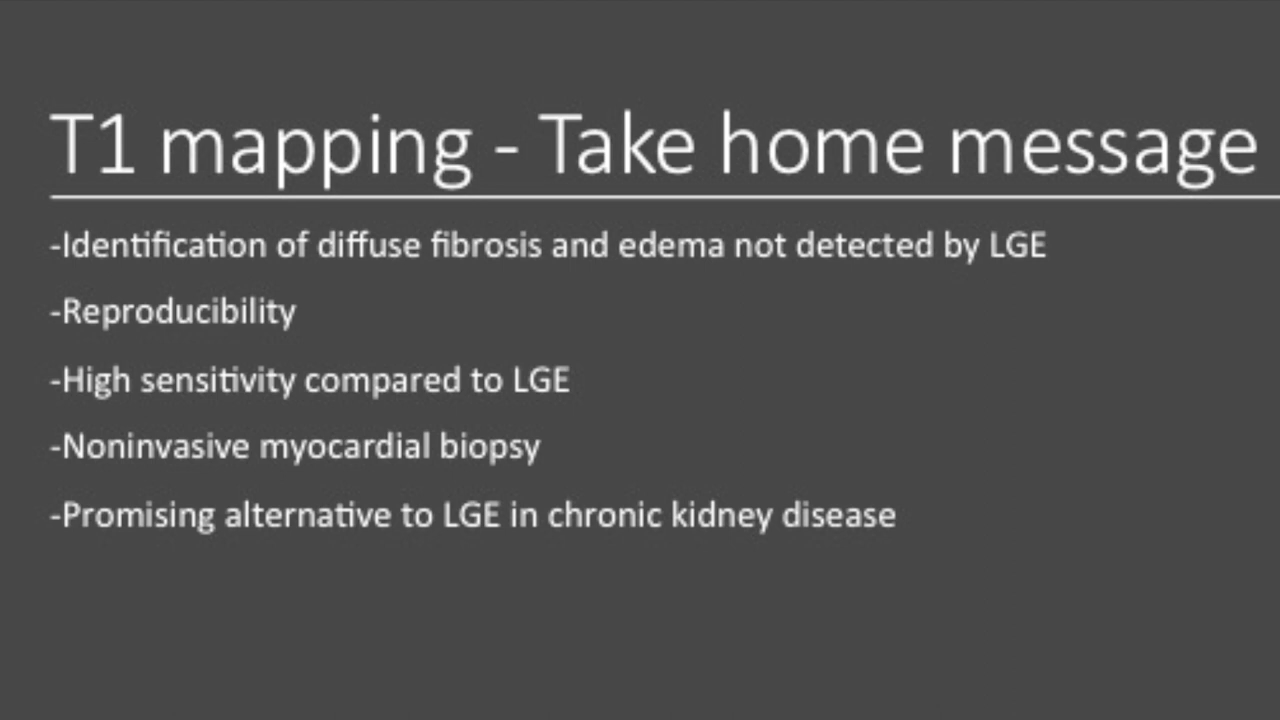 T1 mapping - Take home message
-Identification of diffuse fibrosis and edema not detected by LGE
-Reproducibility
-High sensitivity compared to LGE
-Noninvasive myocardial biopsy
-Promising alternative to LGE in chronic kidney disease